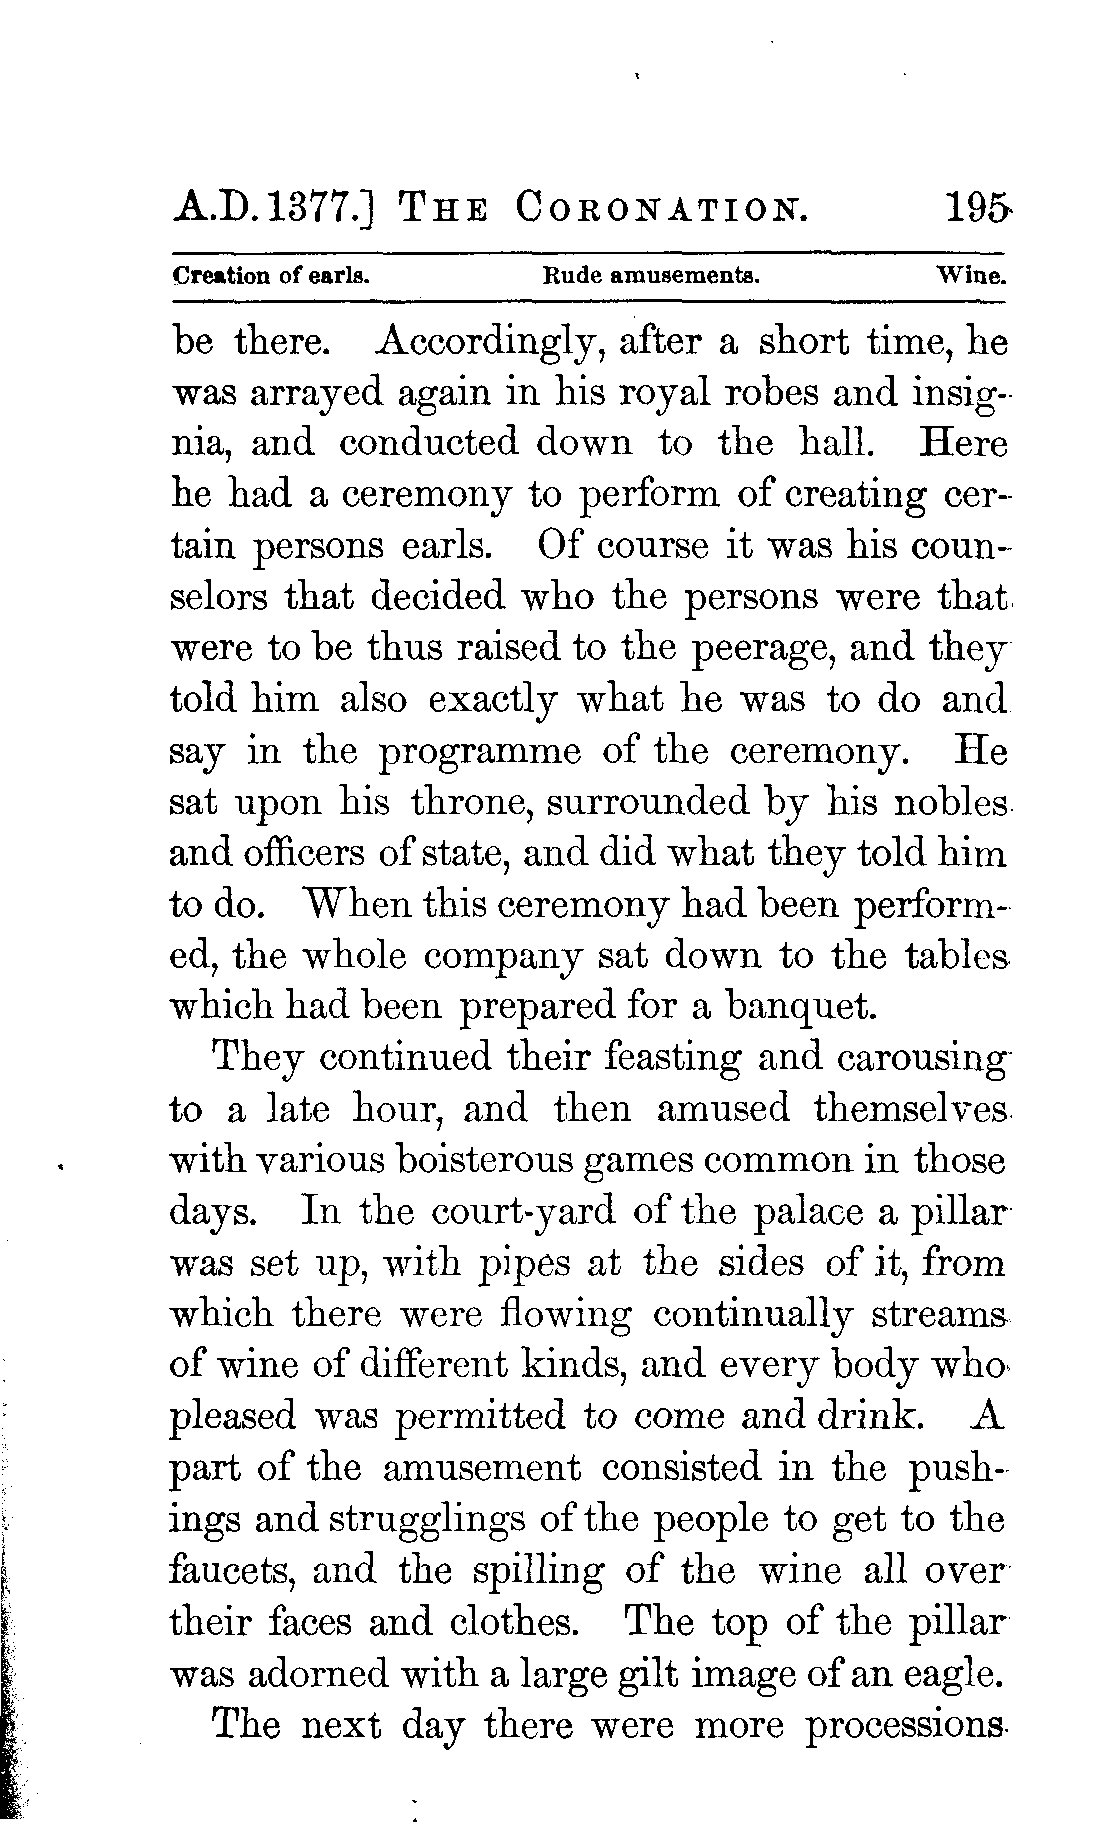 A.D. 1377.] THE CORONATION. 195
Creation of earls. Rude amusements. Wine.
be there. Accordingly, after a short time, he
was arrayed again in his royal robes and insig-
nia, and conducted down to the hall. Here
he had a ceremony to perform of creating cer-
tain persons earls. Of course it was his coun-
selors that decided who the persons were that
were to be thus raised to the peerage, and they
told him also exactly what he was to do and
say in the programme of the ceremony. He
sat upon his throne, surrounded by his nobles
and officers of state, and did what they told him
to do. When this ceremony had been perform-
ed, the whole company sat down to the tables
which had been prepared for a banquet.
They continued their feasting and carousing
to a late hour, and then amused themselves
with various boisterous games common in those
days. In the court-yard of the palace a pillar
was set up, with pipes at the sides of it, from
which there were flowing continually streams
of wine of different kinds, and every body who
pleased was permitted to come and drink. A
part of the amusement consisted in the push-
ings and strugglings of the people to get to the
faucets, and the spilling of the wine all over
their faces and clothes. The top of the pillar
was adorned with a large gilt image of an eagle.
The next day there were more processions